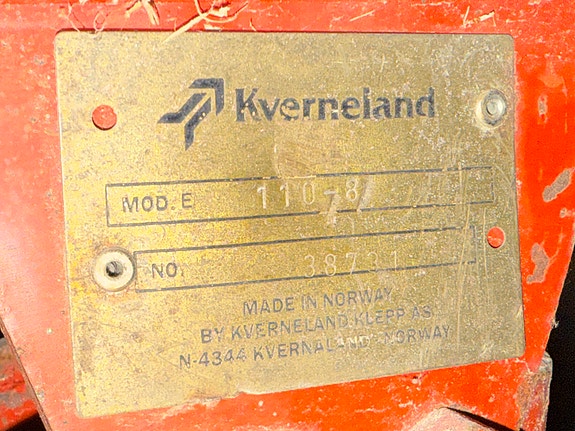 Kverneland
MOD. E 110-8
NO. 38731
MADE IN NORWAY
BY KVERNELAND KLEPP AS
N-4344 KVERNALAND NORWAY